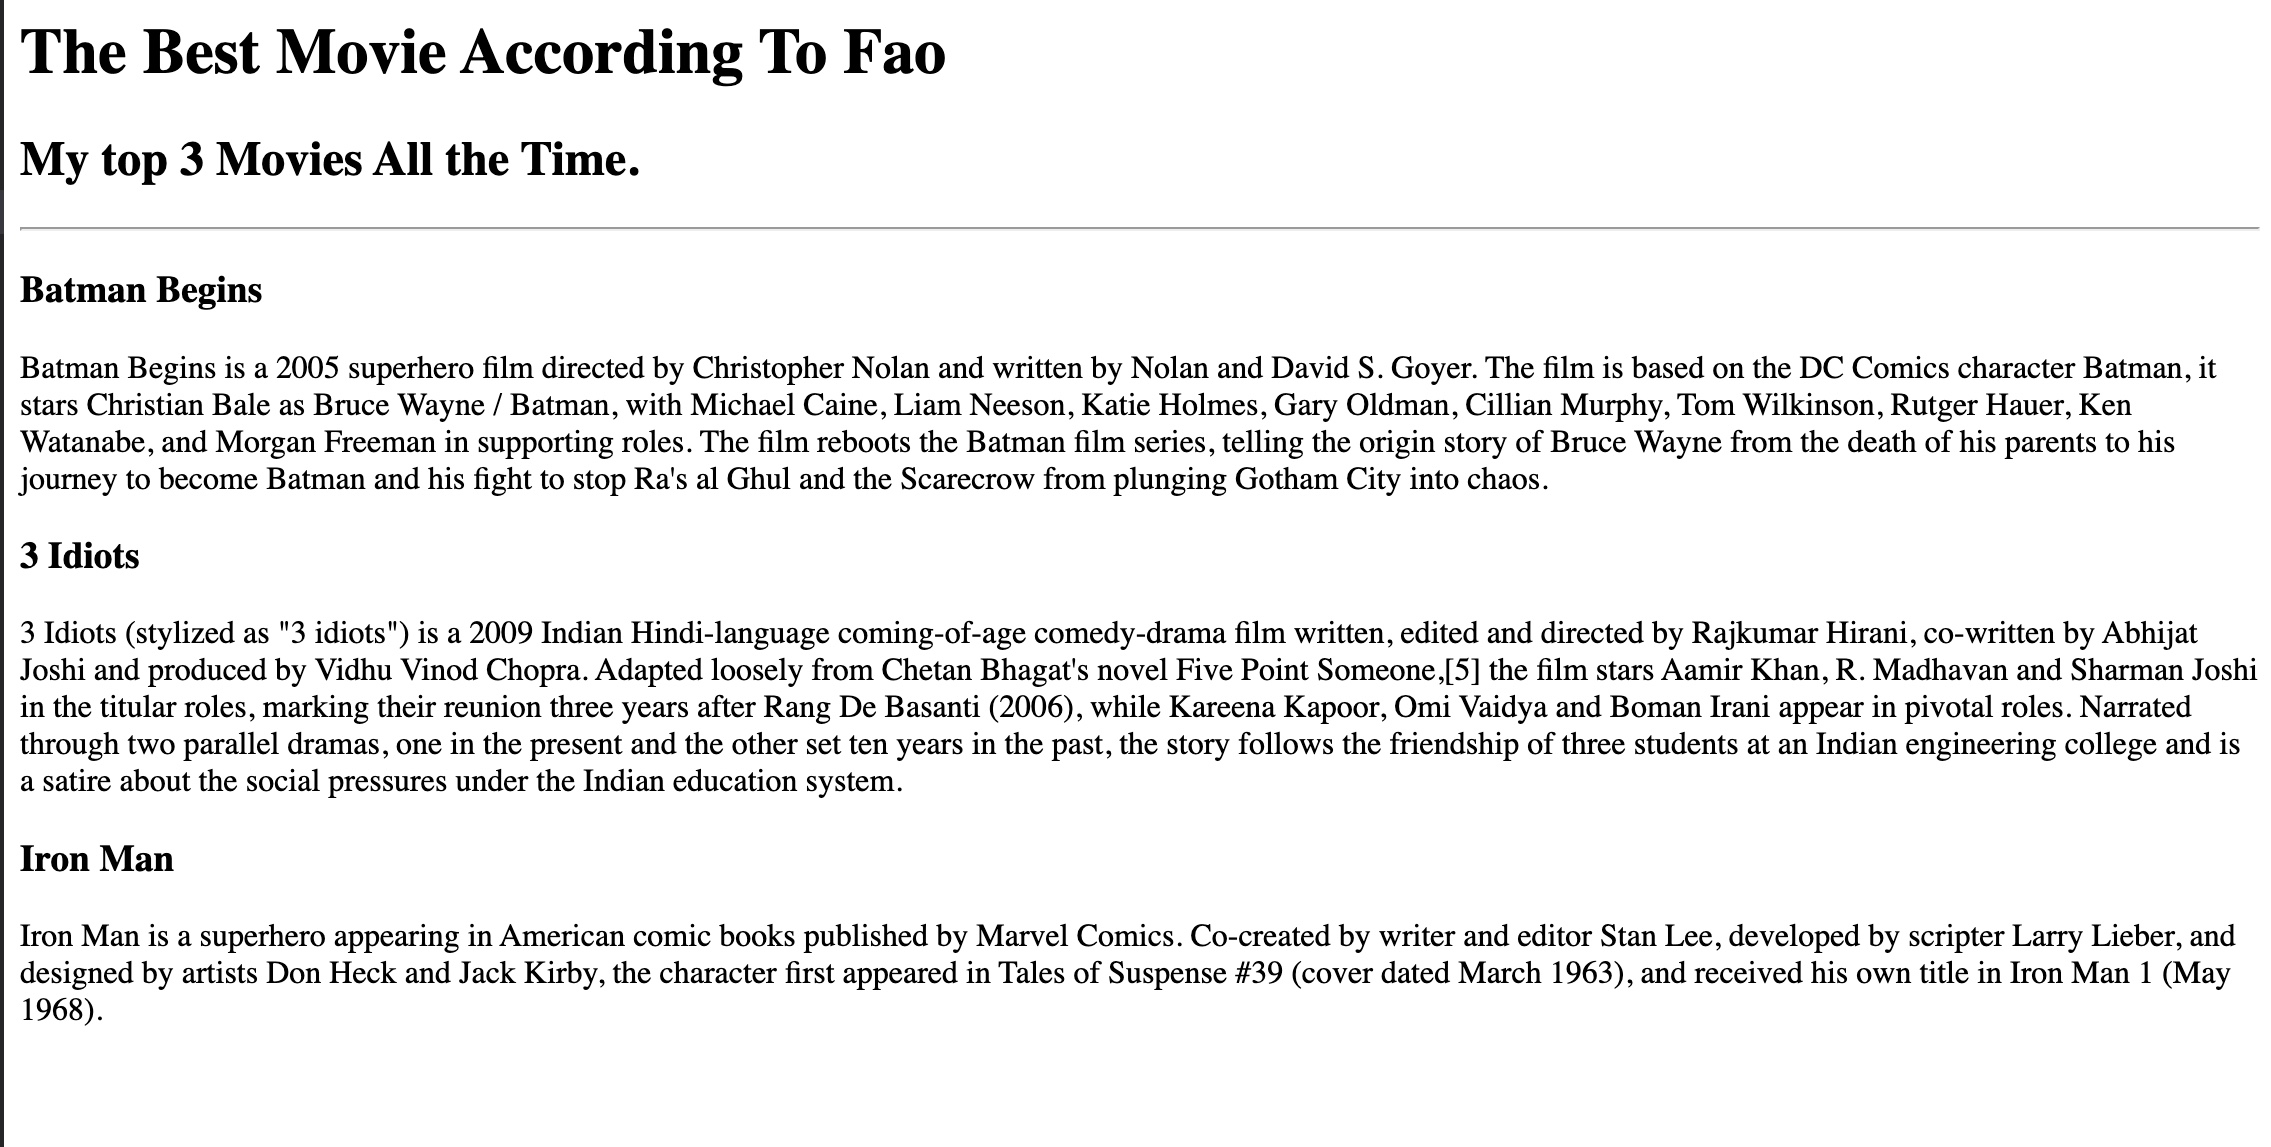 The Best Movie According To Fao
My top 3 Movies All the Time.
Batman Begins
Batman Begins is a 2005 superhero film directed by Christopher Nolan and written by Nolan and David S. Goyer. The film is based on the DC Comics character Batman, it
stars Christian Bale as Bruce Wayne / Batman, with Michael Caine, Liam Neeson, Katie Holmes, Gary Oldman, Cillian Murphy, Tom Wilkinson, Rutger Hauer, Ken
Watanabe, and Morgan Freeman in supporting roles. The film reboots the Batman film series, telling the origin story of Bruce Wayne from the death of his parents to his
journey to become Batman and his fight to stop Ra's al Ghul and the Scarecrow from plunging Gotham City into chaos.
3 Idiots
3 Idiots (stylized as "3 idiots") is a 2009 Indian Hindi-language coming-of-age comedy-drama film written, edited and directed by Rajkumar Hirani, co-written by Abhijat
Joshi and produced by Vidhu Vinod Chopra. Adapted loosely from Chetan Bhagat's novel Five Point Someone,[5] the film stars Aamir Khan, R. Madhavan and Sharman Joshi
in the titular roles, marking their reunion three years after Rang De Basanti (2006), while Kareena Kapoor, Omi Vaidya and Boman Irani appear in pivotal roles. Narrated
through two parallel dramas, one in the present and the other set ten years in the past, the story follows the friendship of three students at an Indian engineering college and is
a satire about the social pressures under the Indian education system.
Iron Man
Iron Man is a superhero appearing in American comic books published by Marvel Comics. Co-created by writer and editor Stan Lee, developed by scripter Larry Lieber, and
designed by artists Don Heck and Jack Kirby, the character first appeared in Tales of Suspense #39 (cover dated March 1963), and received his own title in Iron Man 1 (May
1968).